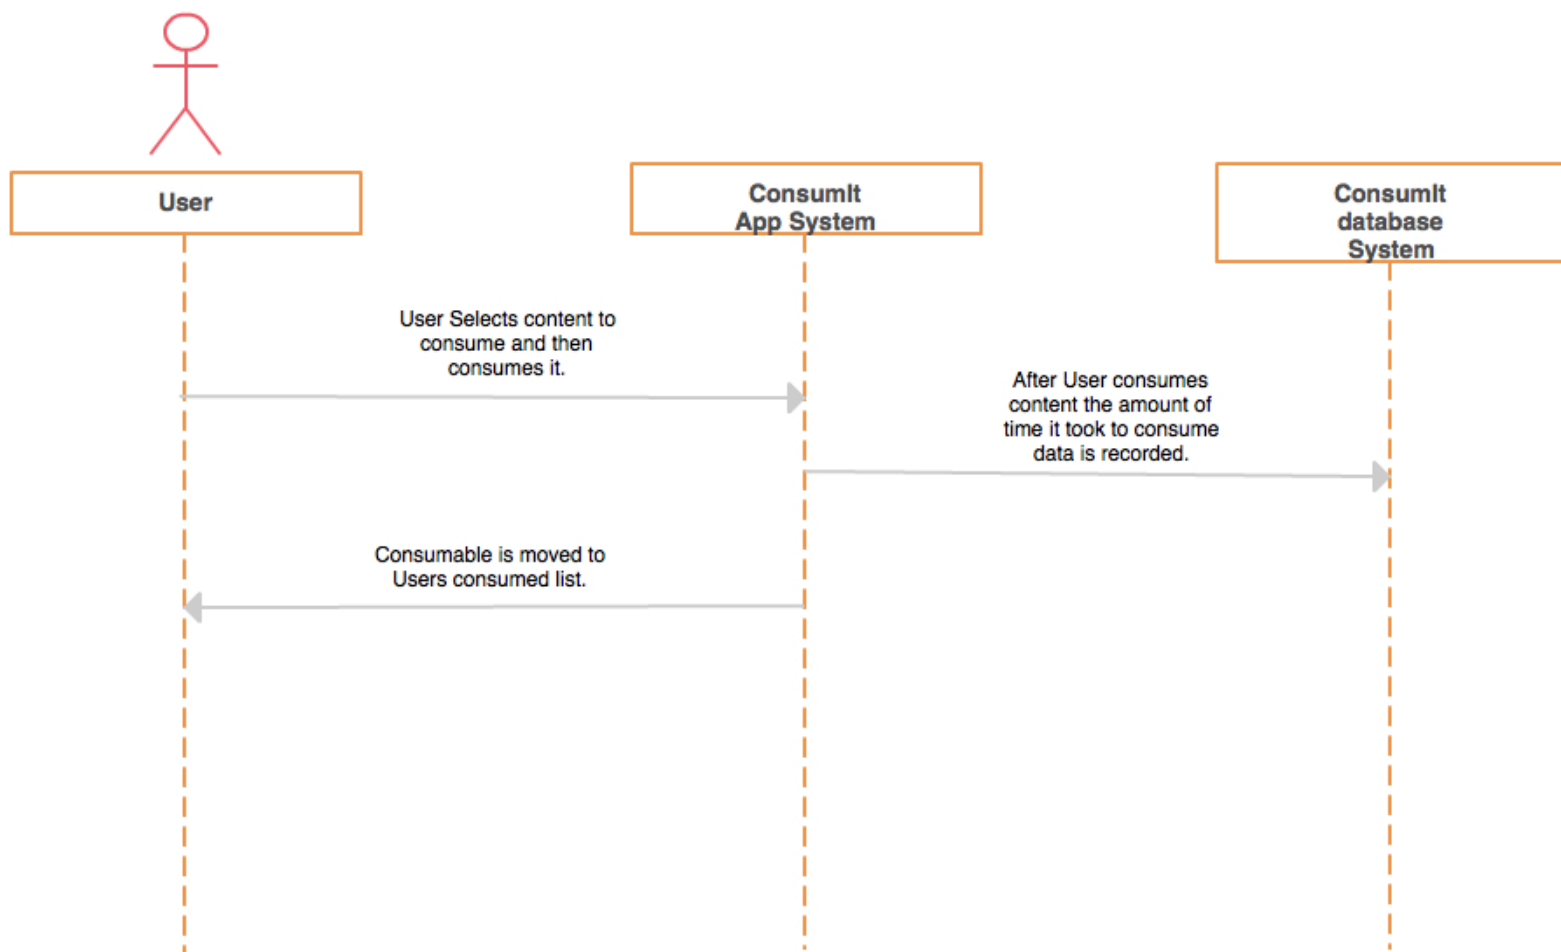 User
ConsumIt
App System
ConsumIt
database
System
User Selects content to
consume and then
consumes it.
After User consumes
content the amount of
time it took to consume
data is recorded.
Consumable is moved to
Users consumed list.